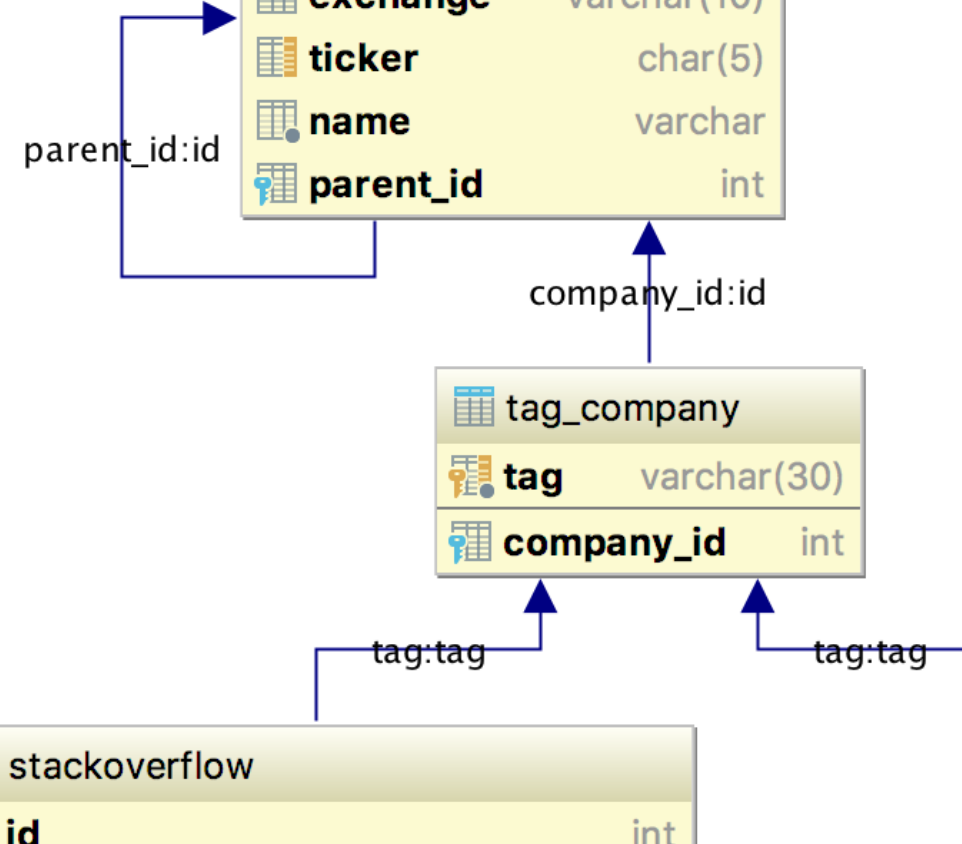 exchange varchar(10)
ticker char(5)
name varchar
parent_id:id
parent_id int
company_id:id
tag_company
tag varchar(30)
company_id int
tag:tag tag:tag
stackoverflow
id int